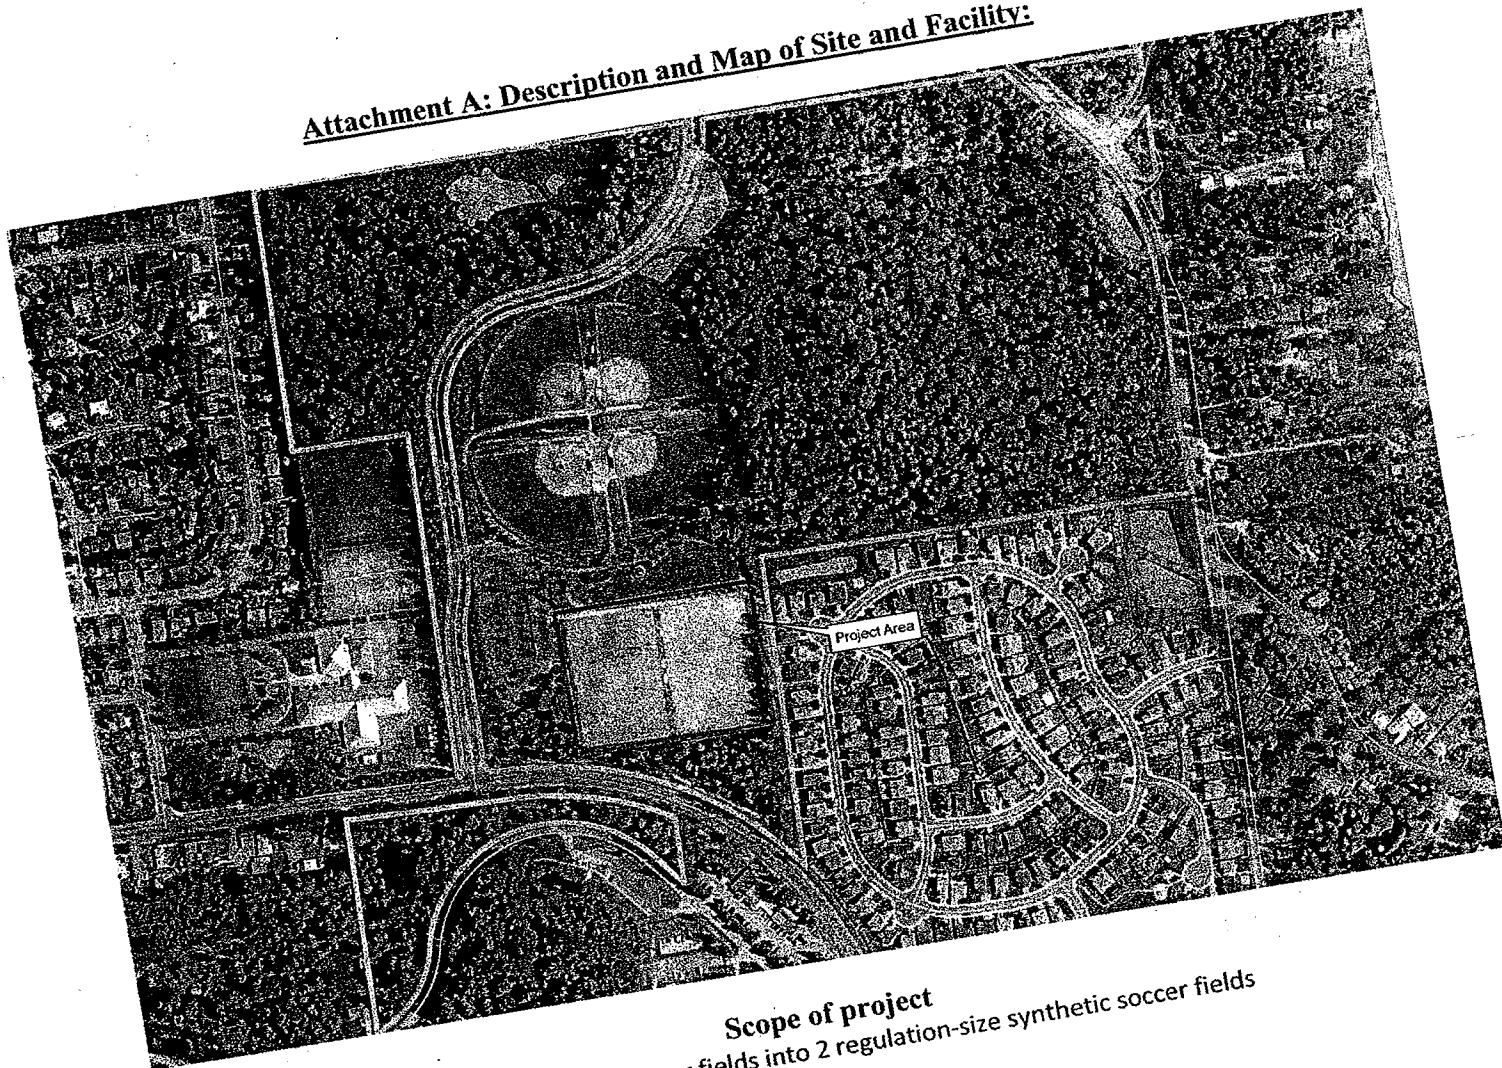 Attachment A: Description and Map of Site and Facility:
Project Area
Scope of project
fields into 2 regulation-size synthetic soccer fields